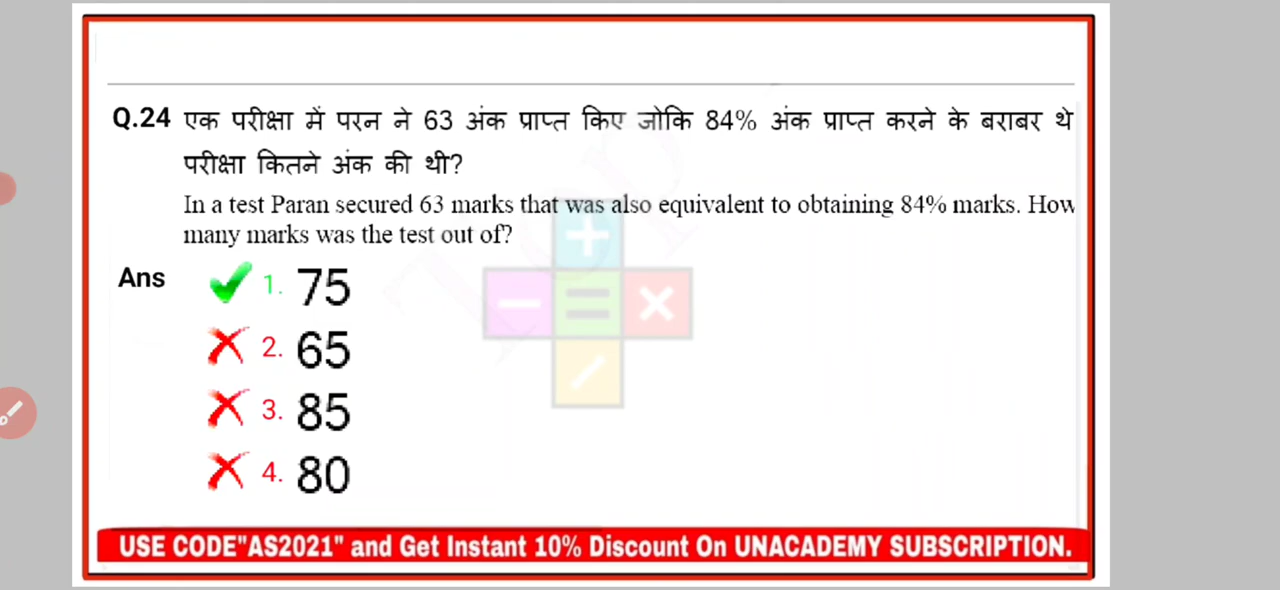 Q.24 एक परीक्षा में परन ने 63 अंक प्राप्त किए जोकि 84% अंक प्राप्त करने के बराबर थे
परीक्षा कितने अंक की थी?
In a test Paran secured 63 marks that was also equivalent to obtaining 84% marks. How
many marks was the test out of?
Ans 1. 75
2. 65
3. 85
4. 80
USE CODE"AS2021" and Get Instant 10% Discount On UNACADEMY SUBSCRIPTION.